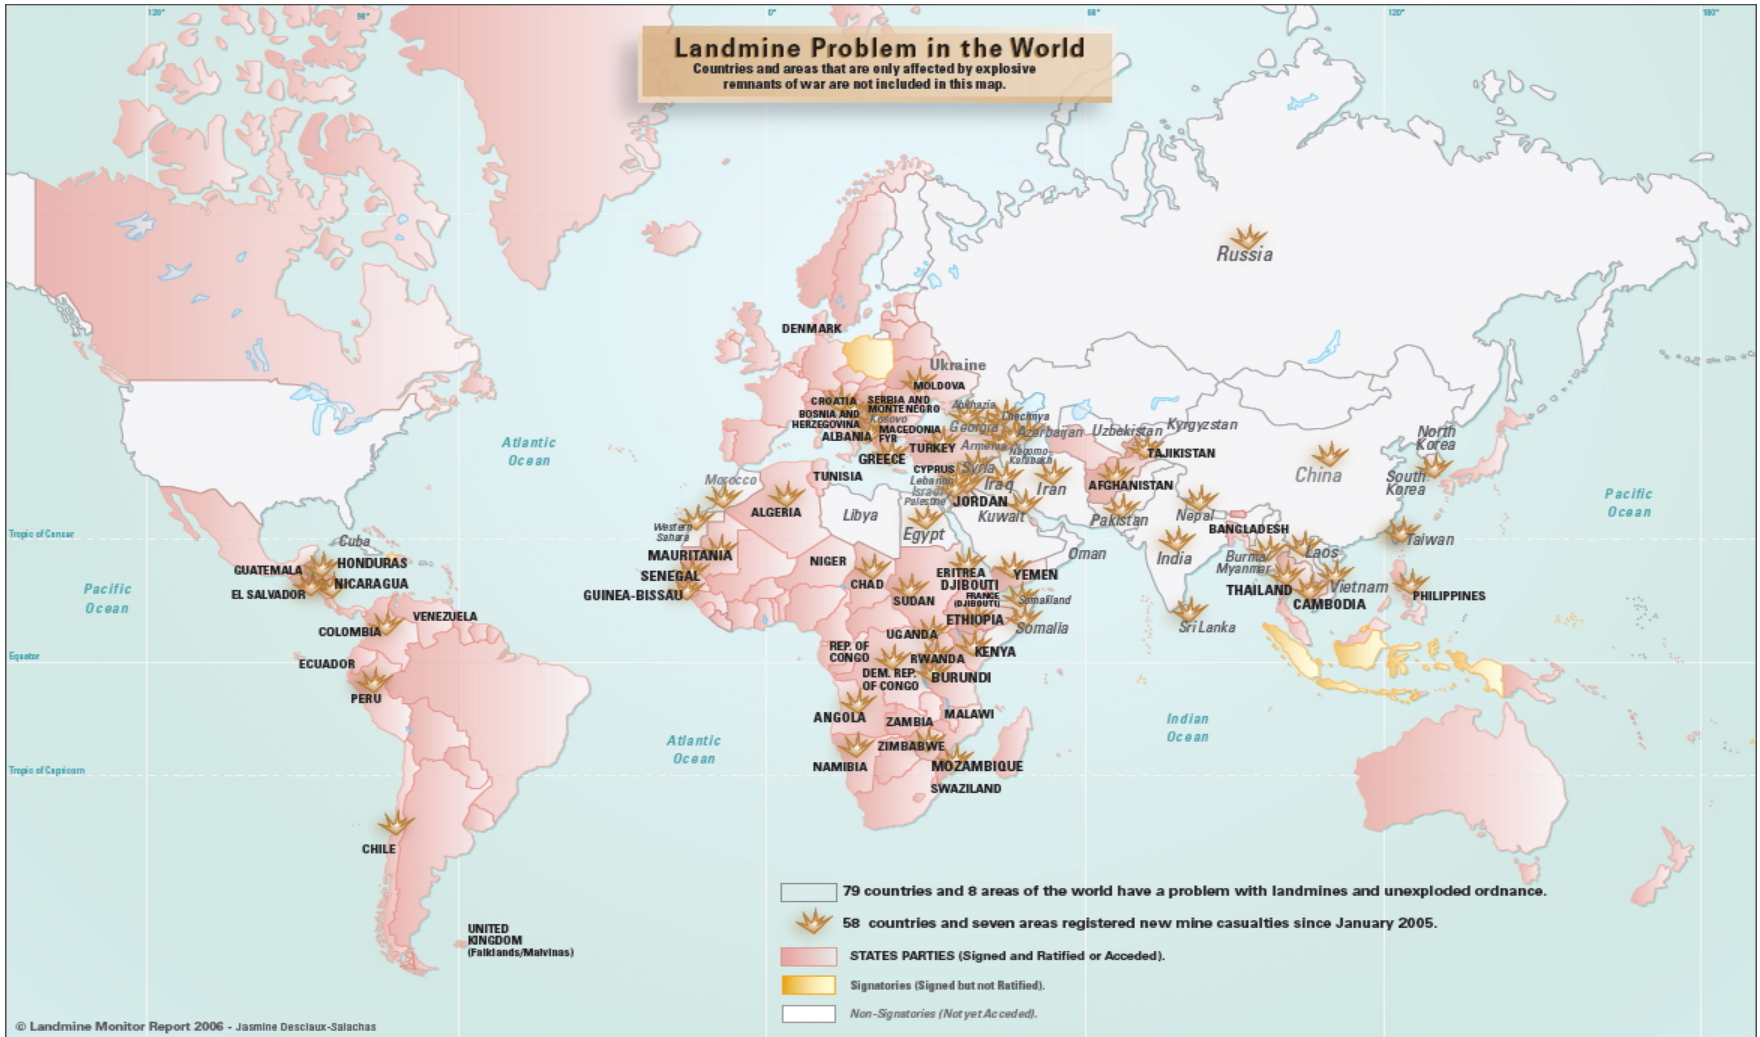 120°
0°
120°
180°
Landmine Problem in the World
Countries and areas that are only affected by explosive
remnants of war are not included in this map.
Russia
DENMARK
Ukraine
MOLDOVA
CROATIA
SERBIA AND
MONTENEGRO
BOSNIA AND
HERZEGOVINA
Kosovo
MACEDONIA
FYR
ALBANIA
GREECE
TURKEY
Abkhazia
Chechnya
Georgia
Azerbaijan
Armenia
Nagorno-
Karabakh
Uzbekistan
Kyrgyzstan
TAJIKISTAN
North
Korea
South
Korea
China
Atlantic
Ocean
Pacific
Ocean
TUNISIA
Morocco
ALGERIA
Libya
Western
Sahara
Egypt
CYPRUS
Syria
Lebanon
Israel
Palestine
Iraq
Iran
JORDAN
Kuwait
AFGHANISTAN
Pakistan
Nepal
BANGLADESH
India
Burma/
Myanmar
Laos
Taiwan
Vietnam
THAILAND
CAMBODIA
PHILIPPINES
Sri Lanka
Oman
Tropic of Cancer
Cuba
HONDURAS
GUATEMALA
NICARAGUA
EL SALVADOR
Pacific
Ocean
MAURITANIA
SENEGAL
GUINEA-BISSAU
NIGER
CHAD
SUDAN
ERITREA
DJIBOUTI
FRANCE
(DJIBOUTI)
YEMEN
Somaliland
ETHIOPIA
Somalia
UGANDA
KENYA
VENEZUELA
COLOMBIA
Equator
ECUADOR
PERU
REP. OF
CONGO
RWANDA
DEM. REP.
OF CONGO
BURUNDI
ANGOLA
ZAMBIA
MALAWI
ZIMBABWE
NAMIBIA
MOZAMBIQUE
SWAZILAND
Atlantic
Ocean
Indian
Ocean
Tropic of Capricorn
CHILE
UNITED
KINGDOM
(Falklands/Malvinas)
79 countries and 8 areas of the world have a problem with landmines and unexploded ordnance.
58 countries and seven areas registered new mine casualties since January 2005.
STATES PARTIES (Signed and Ratified or Acceded).
Signatories (Signed but not Ratified).
Non-Signatories (Not yet Acceded).
© Landmine Monitor Report 2006 - Jasmine Desclaux-Salachas